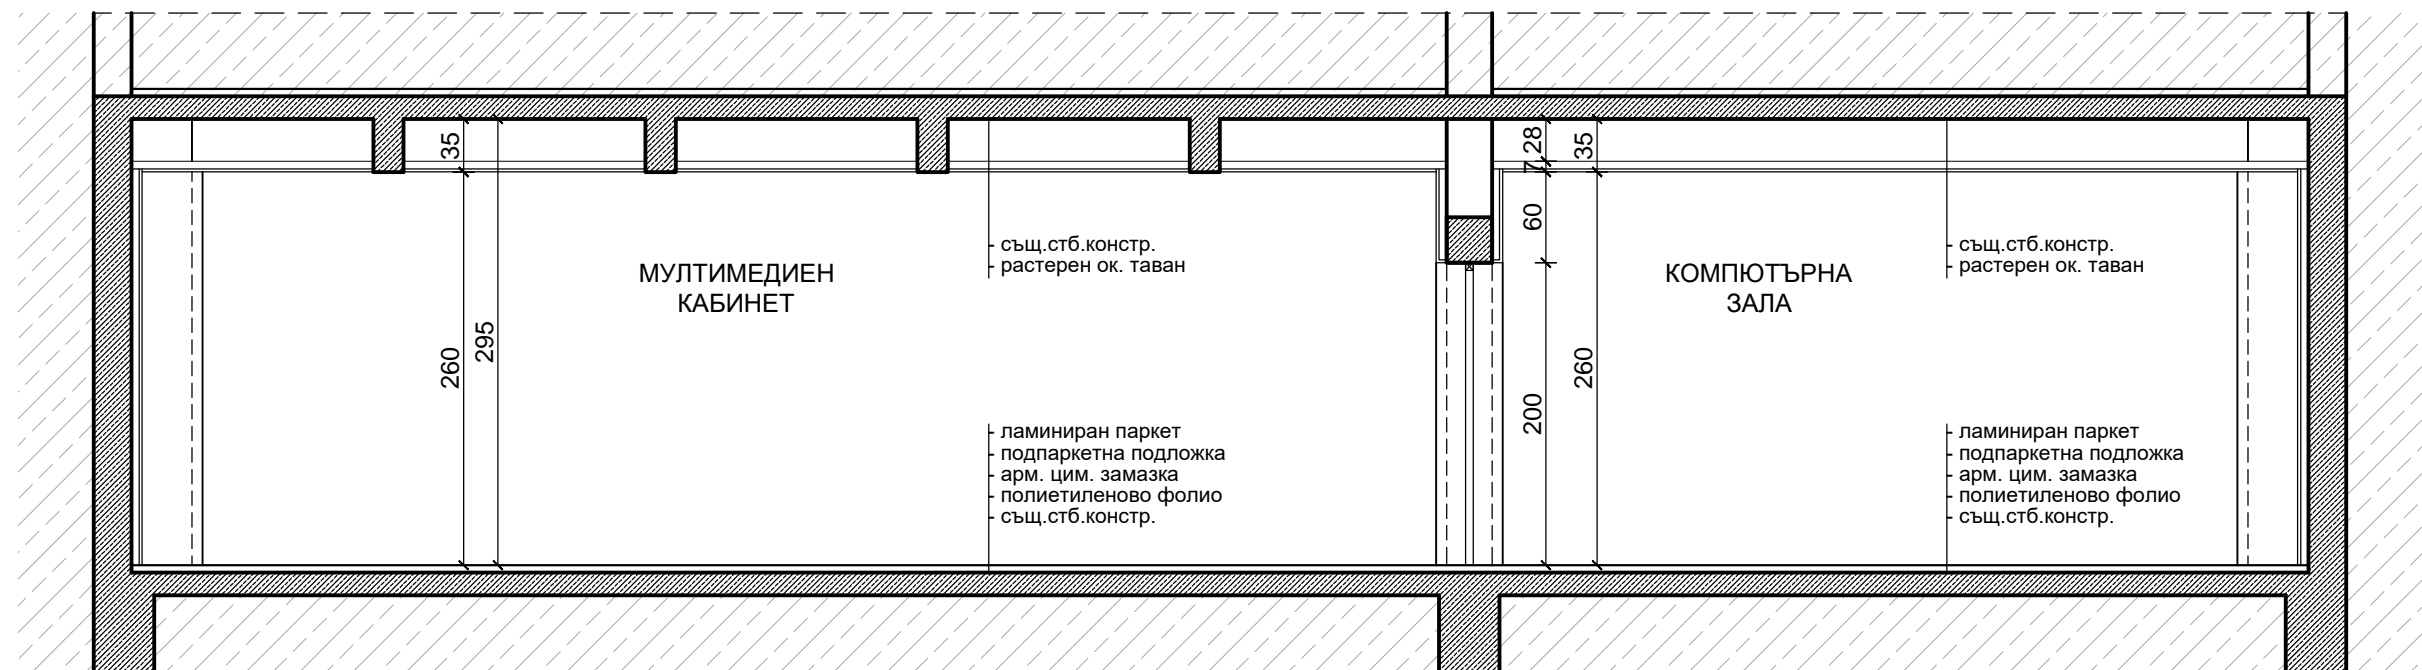 35
28
35
7
60
същ.стб.констр.
растерен ок. таван
същ.стб.констр.
растерен ок. таван
МУЛТИМЕДИЕН
КАБИНЕТ
КОМПЮТЪРНА
ЗАЛА
260
295
200
260
ламиниран паркет
подпаркетна подложка
арм. цим. замазка
полиетиленово фолио
същ.стб.констр.
ламиниран паркет
подпаркетна подложка
арм. цим. замазка
полиетиленово фолио
същ.стб.констр.